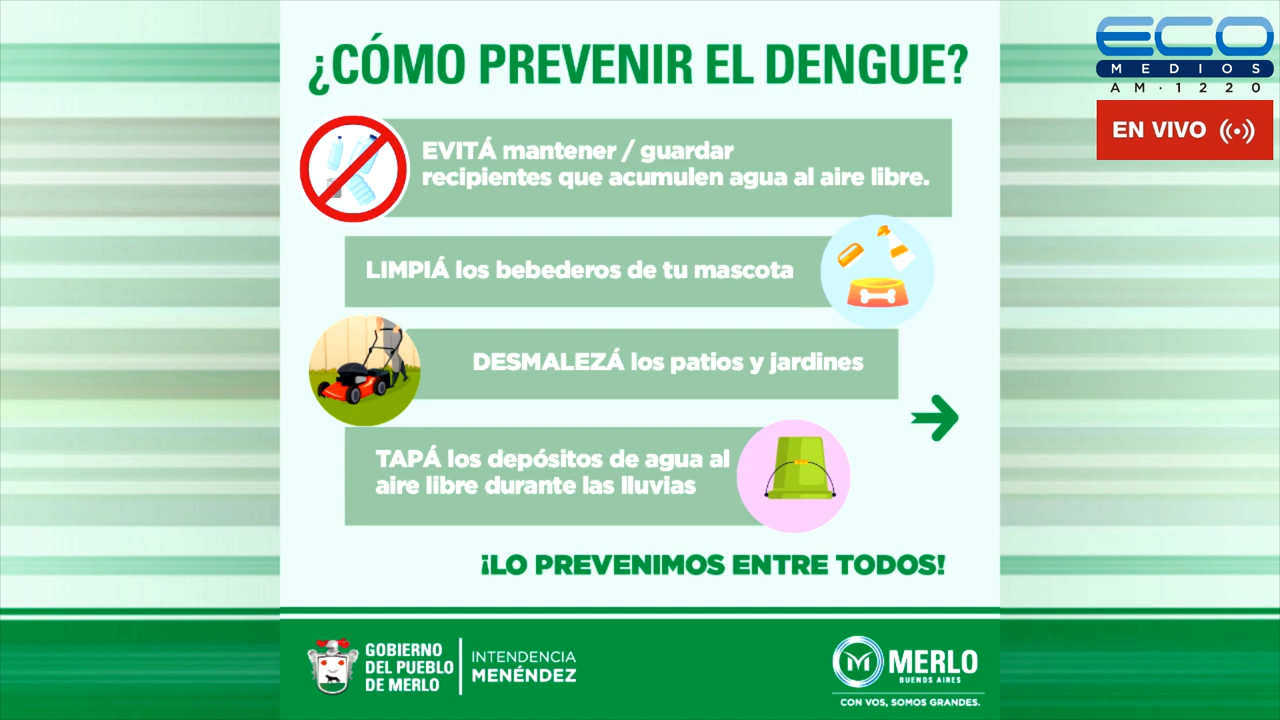 ¿CÓMO PREVENIR EL DENGUE?
ECO
MEDIOS
AM·1220
EN VIVO
EVITÁ mantener / guardar
recipientes que acumulen agua al aire libre.
LIMPIÁ los bebederos de tu mascota
DESMALEZÁ los patios y jardines
TAPÁ los depósitos de agua al
aire libre durante las lluvias
¡LO PREVENIMOS ENTRE TODOS!
GOBIERNO
DEL PUEBLO
DE MERLO
INTENDENCIA
MENÉNDEZ
MERLO
BUENOS AIRES
CON VOS, SOMOS GRANDES.